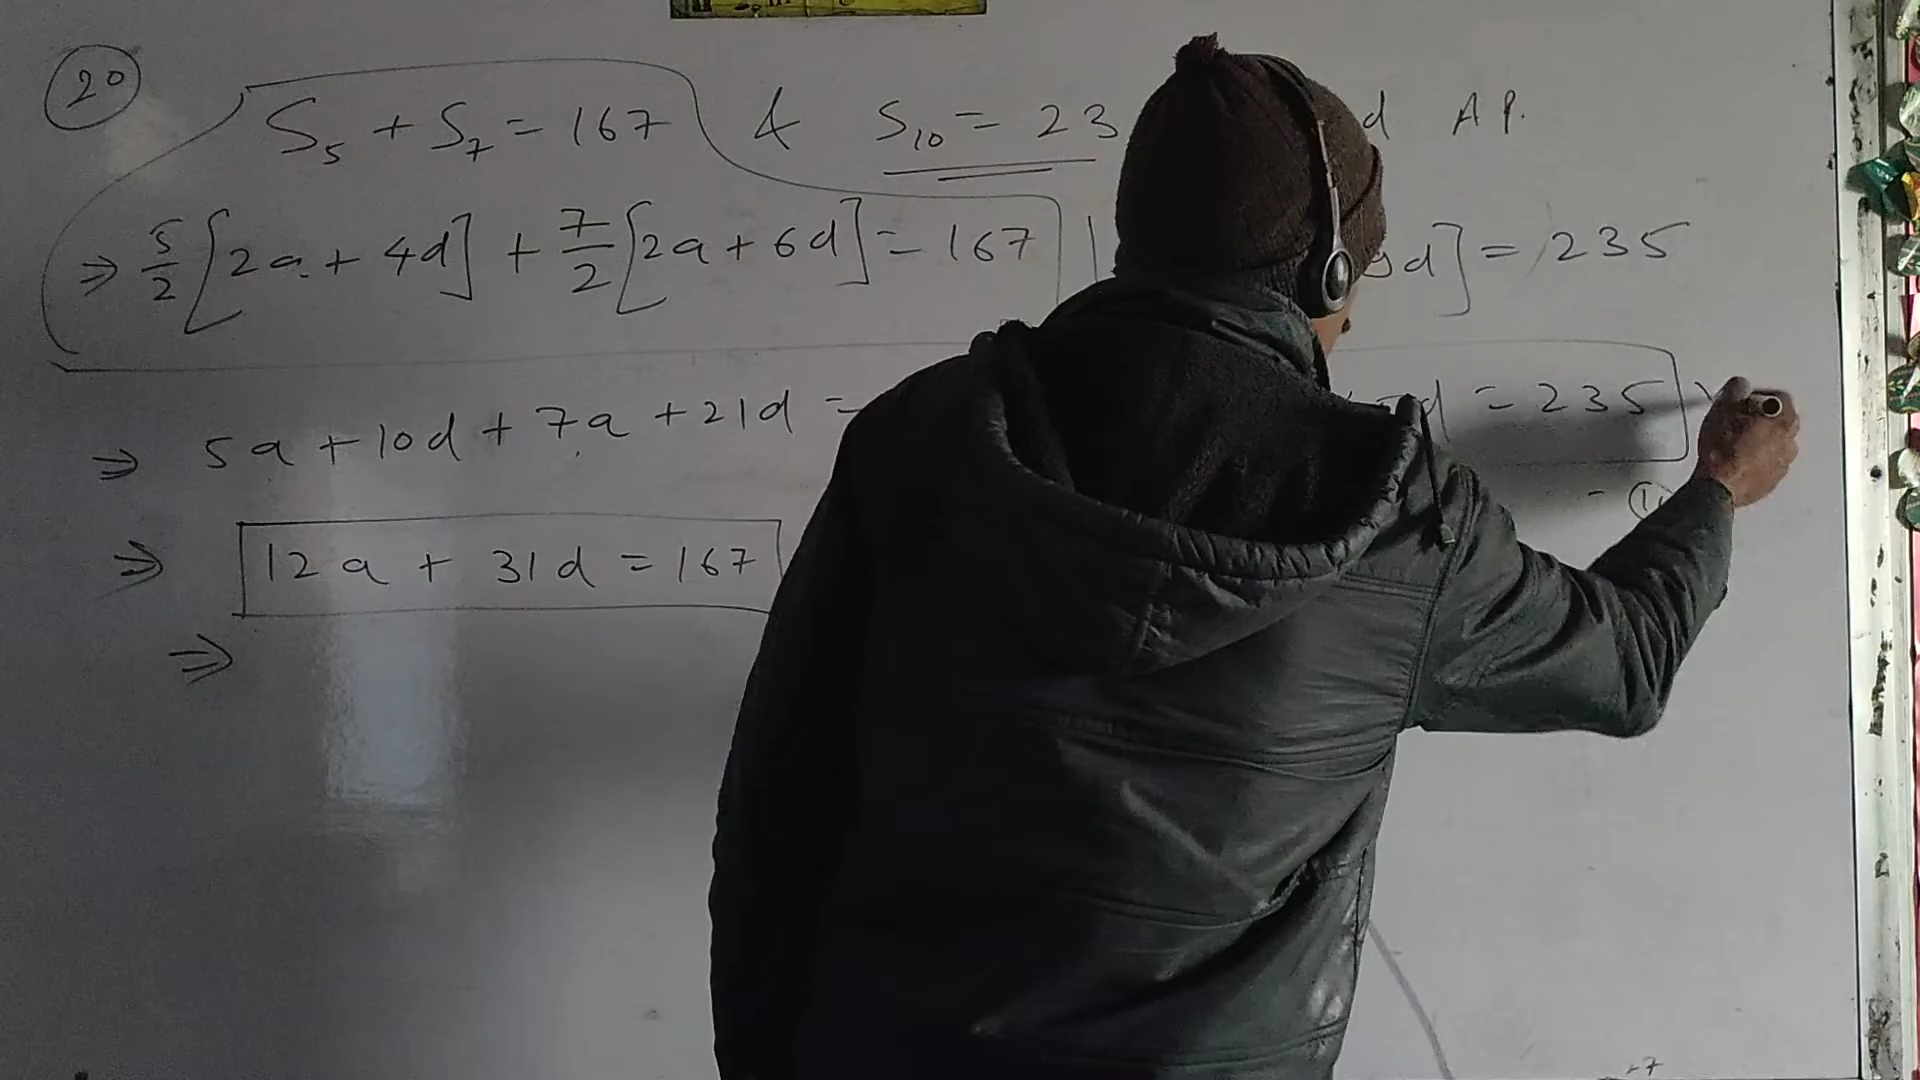 20
S₅ + S₇ = 167 & S₁₀ = 23 d AP.
⇒ 5/2 [2a + 4d] + 7/2 [2a + 6d] = 167 | d] = 235
⇒ 5a + 10d + 7a + 21d = d = 235
⇒ 12a + 31d = 167
⇒